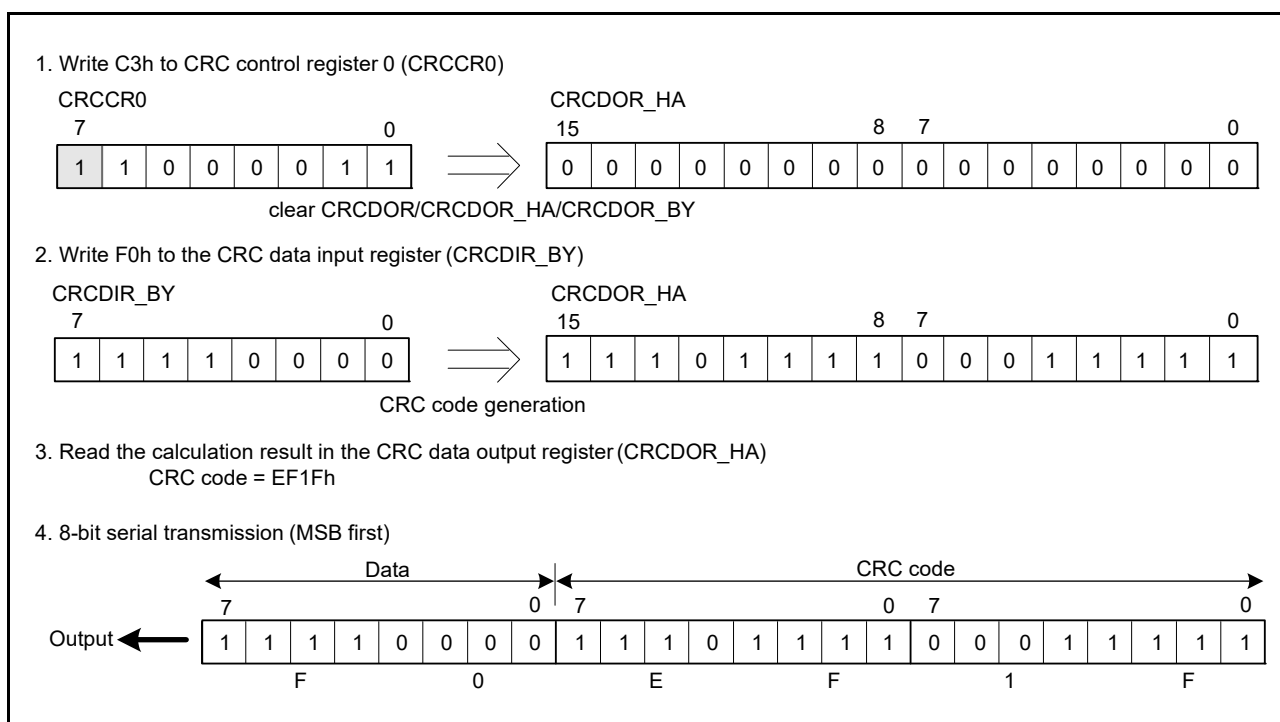 1. Write C3h to CRC control register 0 (CRCCR0)
CRCCR0 CRCDOR_HA
7 0 15 8 7 0
1 1 0 0 0 0 1 1 0 0 0 0 0 0 0 0 0 0 0 0 0 0 0 0
clear CRCDOR/CRCDOR_HA/CRCDOR_BY
2. Write F0h to the CRC data input register (CRCDIR_BY)
CRCDIR_BY CRCDOR_HA
7 0 15 8 7 0
1 1 1 1 0 0 0 0 1 1 1 0 1 1 1 1 0 0 0 1 1 1 1 1
CRC code generation
3. Read the calculation result in the CRC data output register (CRCDOR_HA)
CRC code = EF1Fh
4. 8-bit serial transmission (MSB first)
Data CRC code
7 0 7 0 7 0
Output 1 1 1 1 0 0 0 0 1 1 1 0 1 1 1 1 0 0 0 1 1 1 1 1
F 0 E F 1 F